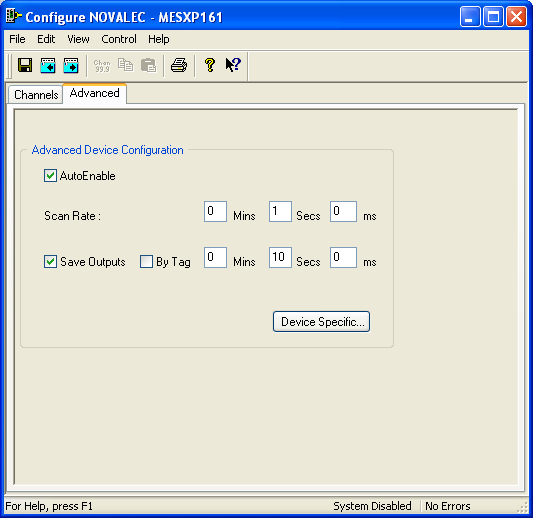 Configure NOVALEC - MESXP161
File Edit View Control Help
Chan
99.9
Channels Advanced
Advanced Device Configuration
AutoEnable
Scan Rate : 0 Mins 1 Secs 0 ms
Save Outputs By Tag 0 Mins 10 Secs 0 ms
Device Specific...
For Help, press F1 System Disabled No Errors